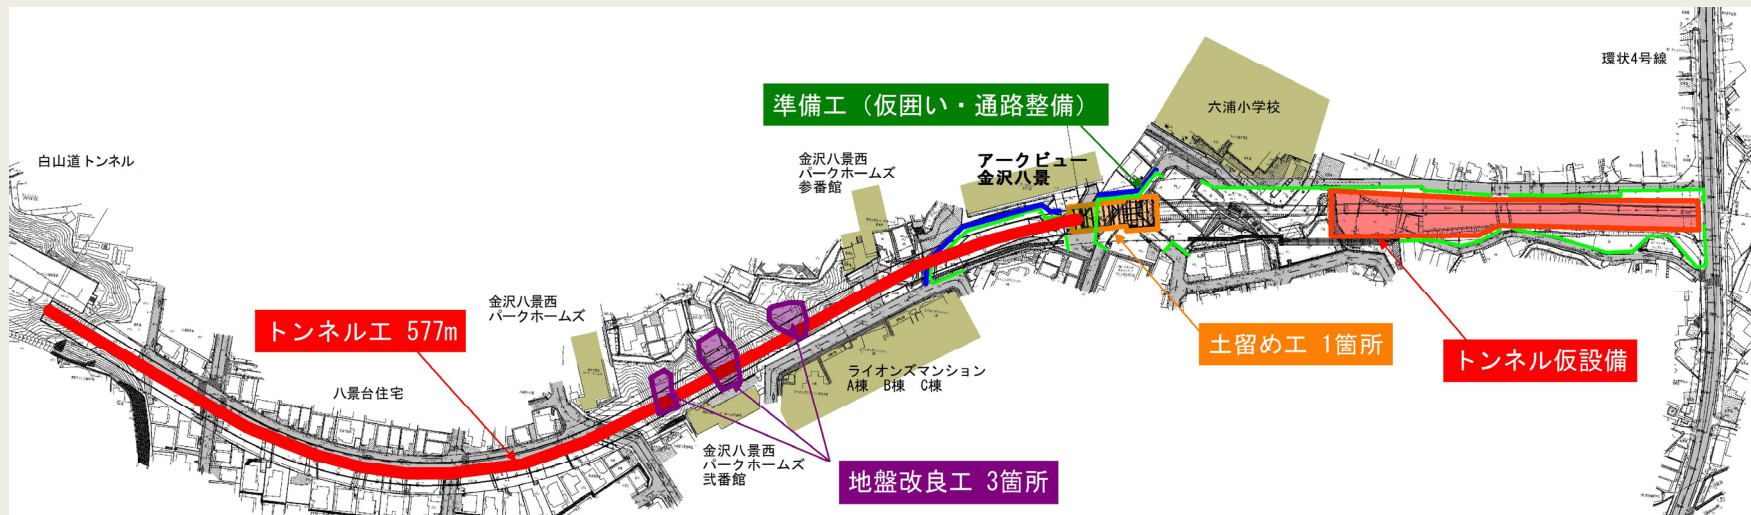 環状4号線
準備工（仮囲い・通路整備）
六浦小学校
白山道トンネル
金沢八景西
パークホームズ
参番館
アークビュー
金沢八景
金沢八景西
パークホームズ
トンネル工 577m
土留め工 1箇所
トンネル仮設備
ライオンズマンション
A棟 B棟 C棟
八景台住宅
金沢八景西
パークホームズ
弐番館
地盤改良工 3箇所